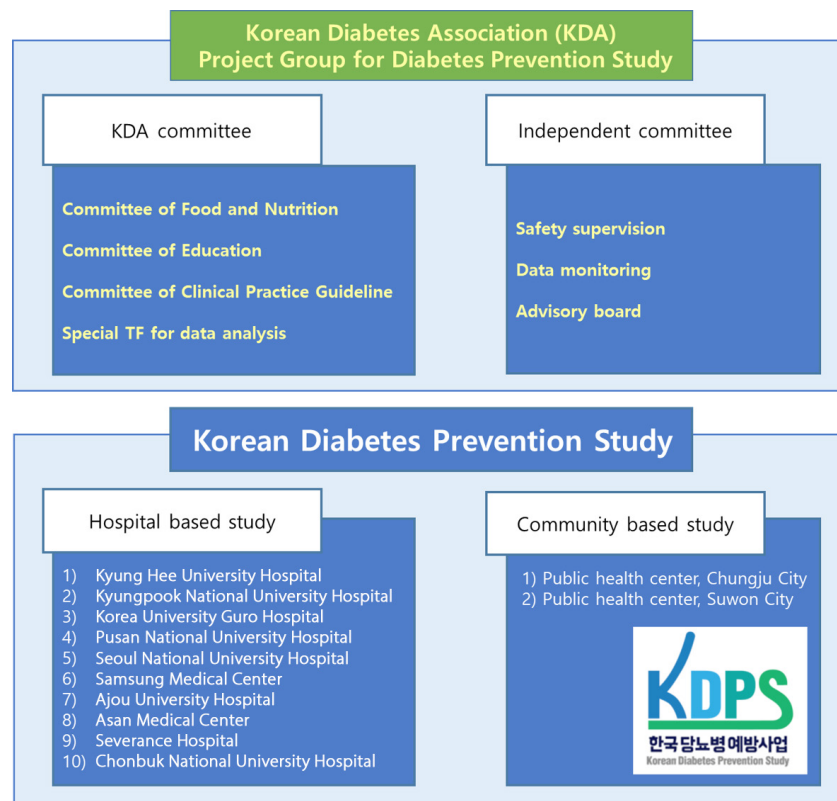 Korean Diabetes Association (KDA)
Project Group for Diabetes Prevention Study
KDA committee
Committee of Food and Nutrition
Committee of Education
Committee of Clinical Practice Guideline
Special TF for data analysis
Independent committee
Safety supervision
Data monitoring
Advisory board
Korean Diabetes Prevention Study
Hospital based study
1) Kyung Hee University Hospital
2) Kyungpook National University Hospital
3) Korea University Guro Hospital
4) Pusan National University Hospital
5) Seoul National University Hospital
6) Samsung Medical Center
7) Ajou University Hospital
8) Asan Medical Center
9) Severance Hospital
10) Chonbuk National University Hospital
Community based study
1) Public health center, Chungju City
2) Public health center, Suwon City
KDPS
한국당뇨병예방사업
Korean Diabetes Prevention Study